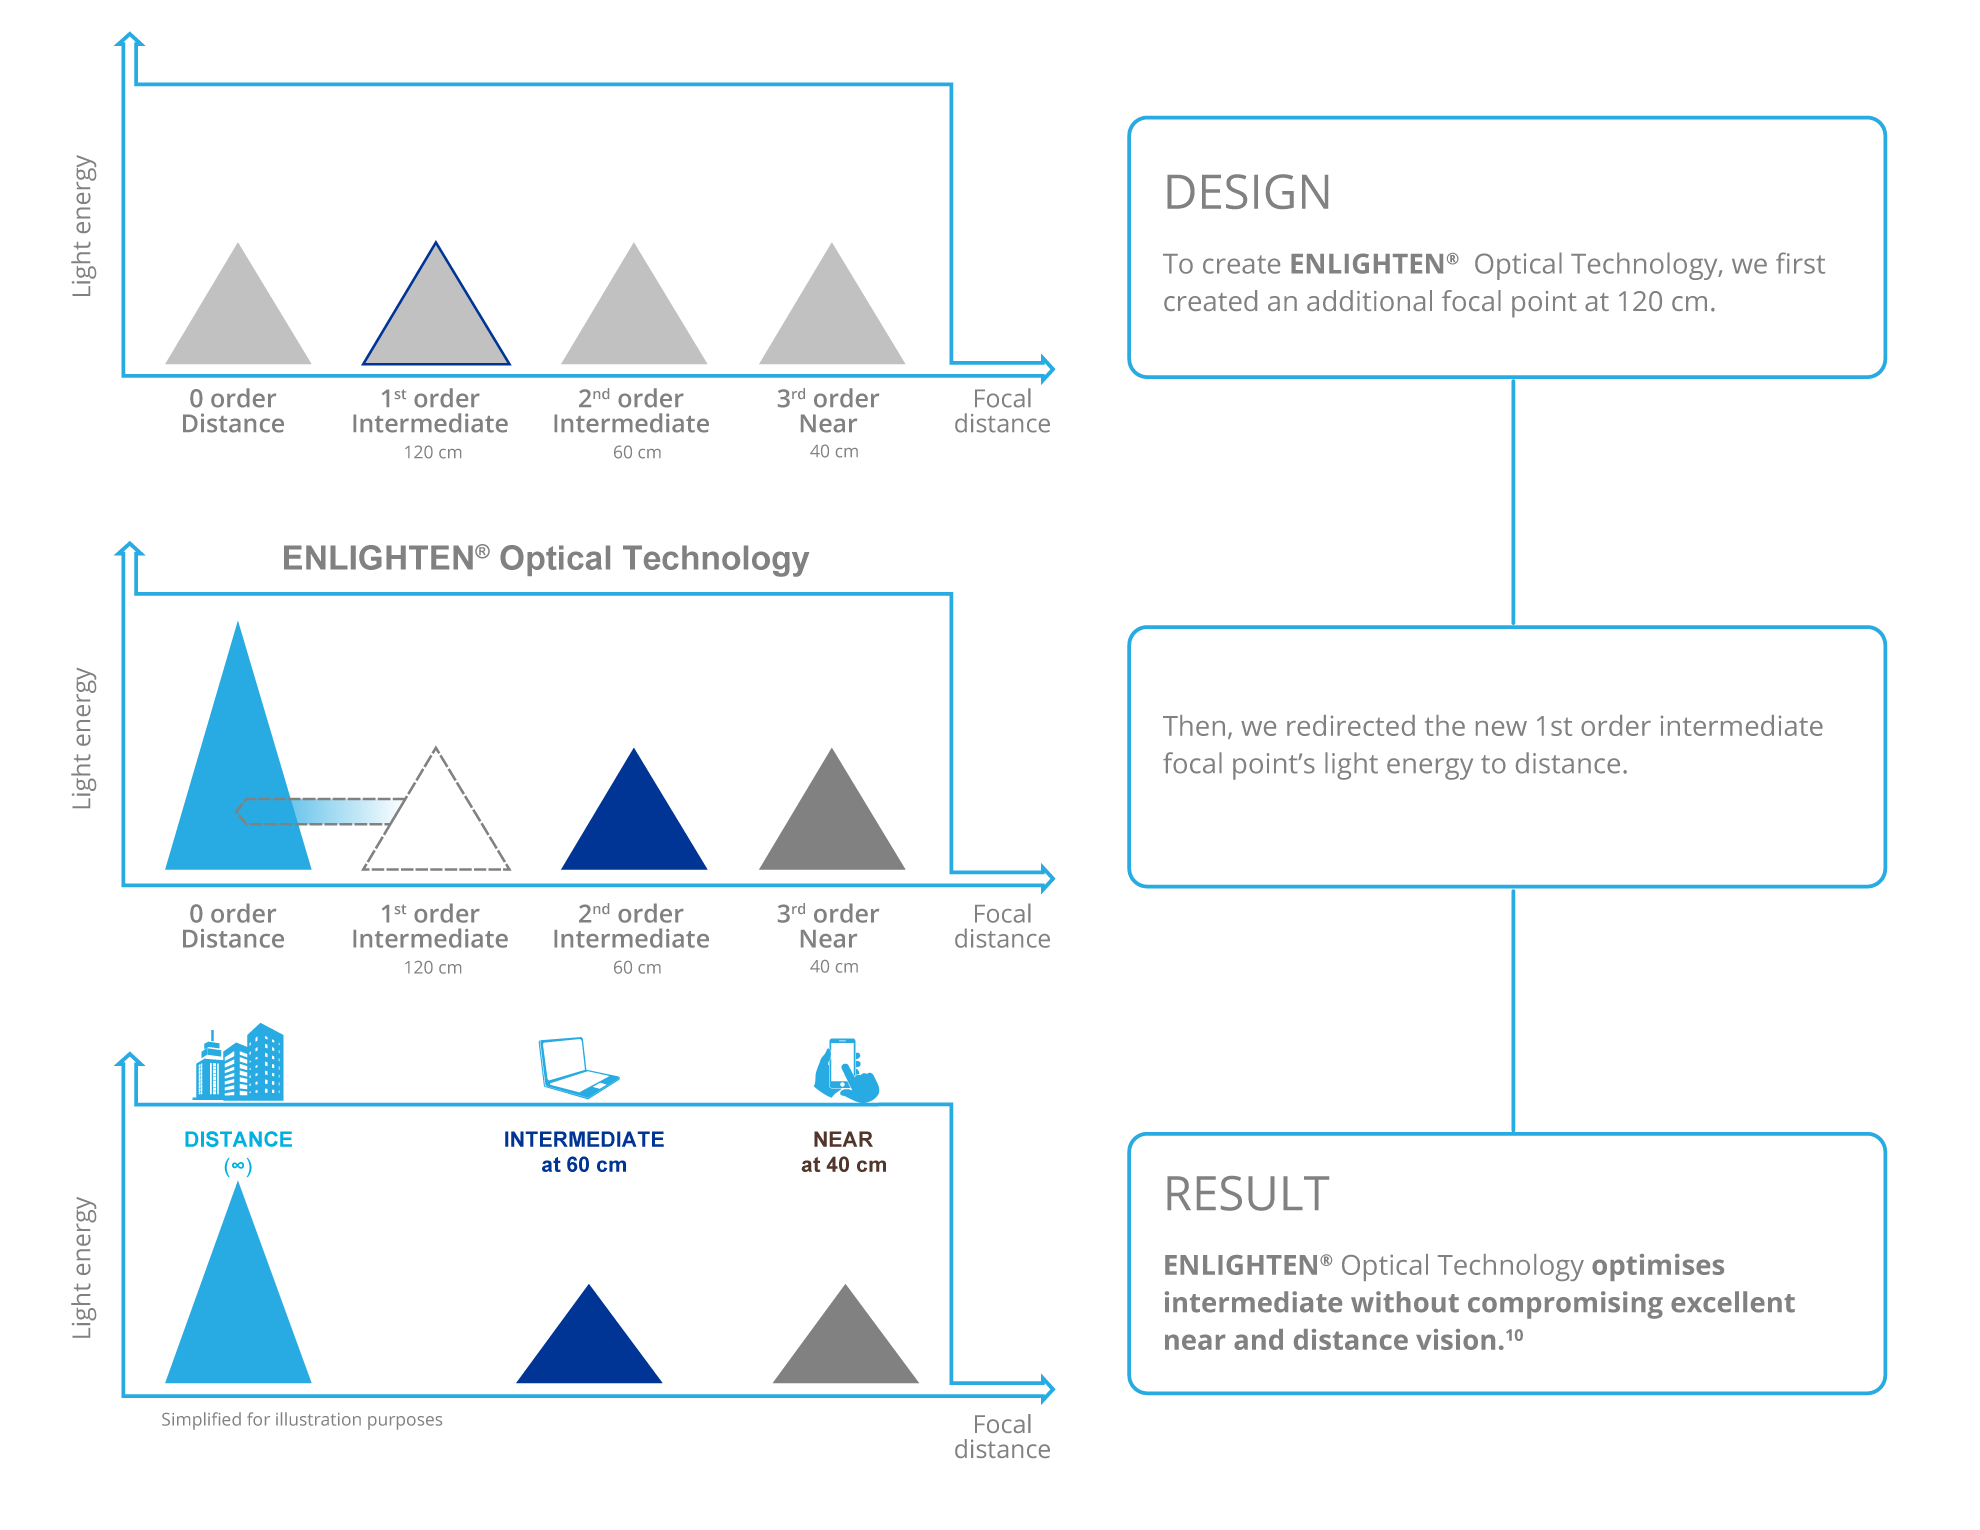 Light energy
0 order
Distance
1st order
Intermediate
120 cm
2nd order
Intermediate
60 cm
3rd order
Near
40 cm
Focal
distance
DESIGN
To create ENLIGHTEN® Optical Technology, we first
created an additional focal point at 120 cm.
ENLIGHTEN® Optical Technology
Light energy
0 order
Distance
1st order
Intermediate
120 cm
2nd order
Intermediate
60 cm
3rd order
Near
40 cm
Focal
distance
Then, we redirected the new 1st order intermediate
focal point’s light energy to distance.
DISTANCE
(∞)
INTERMEDIATE
at 60 cm
NEAR
at 40 cm
Light energy
Simplified for illustration purposes
Focal
distance
RESULT
ENLIGHTEN® Optical Technology optimises
intermediate without compromising excellent
near and distance vision.10